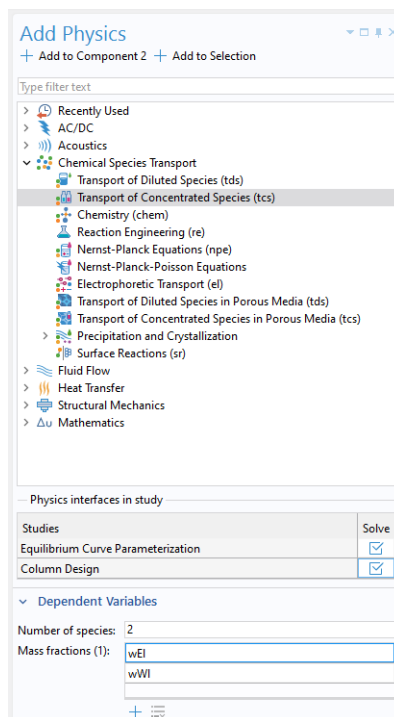 Add Physics
+ Add to Component 2 + Add to Selection
Type filter text
Recently Used
AC/DC
Acoustics
Chemical Species Transport
Transport of Diluted Species (tds)
Transport of Concentrated Species (tcs)
Chemistry (chem)
Reaction Engineering (re)
Nernst-Planck Equations (npe)
Nernst-Planck-Poisson Equations
Electrophoretic Transport (el)
Transport of Diluted Species in Porous Media (tds)
Transport of Concentrated Species in Porous Media (tcs)
Precipitation and Crystallization
Surface Reactions (sr)
Fluid Flow
Heat Transfer
Structural Mechanics
Δu Mathematics
Physics interfaces in study
Studies Solve
Equilibrium Curve Parameterization
Column Design
Dependent Variables
Number of species: 2
Mass fractions (1): wEl
wWl